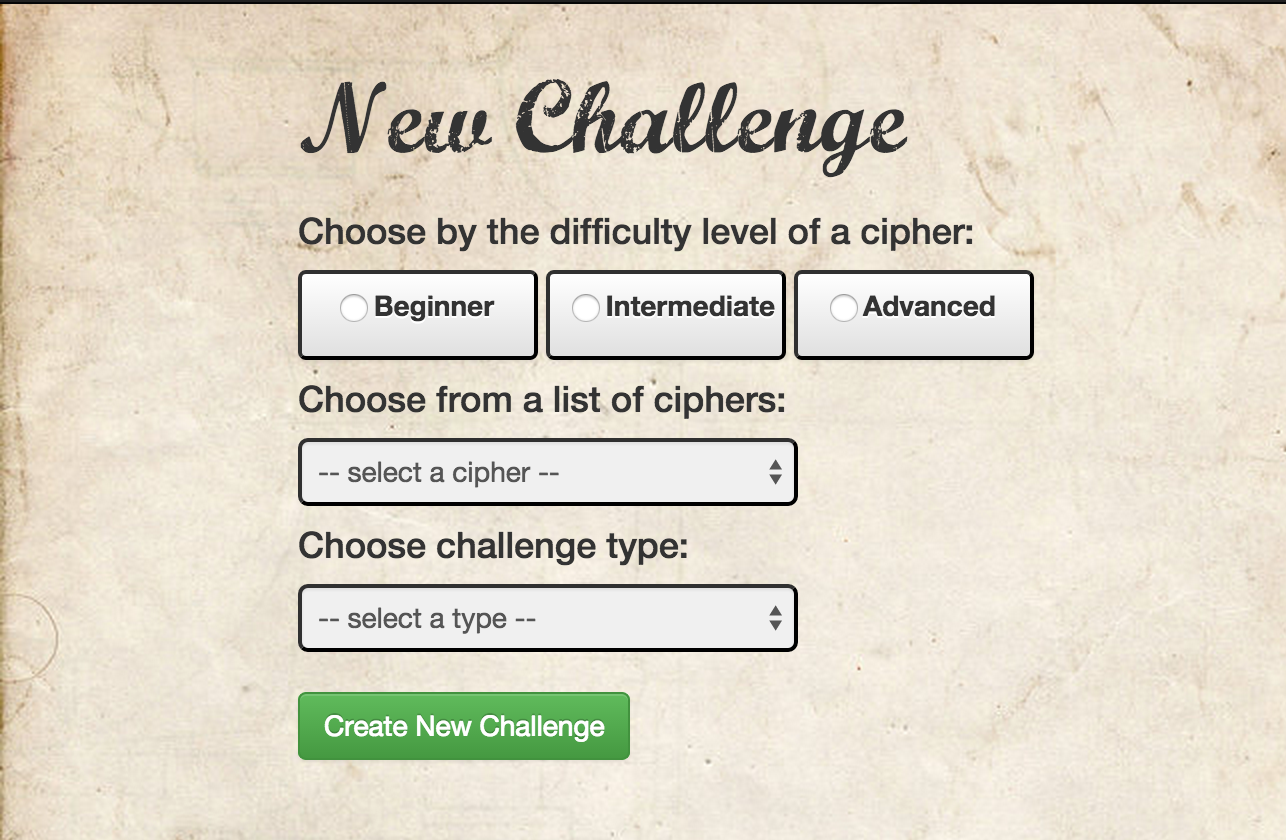 New Challenge
Choose by the difficulty level of a cipher:
Beginner Intermediate Advanced
Choose from a list of ciphers:
-- select a cipher --
Choose challenge type:
-- select a type --
Create New Challenge